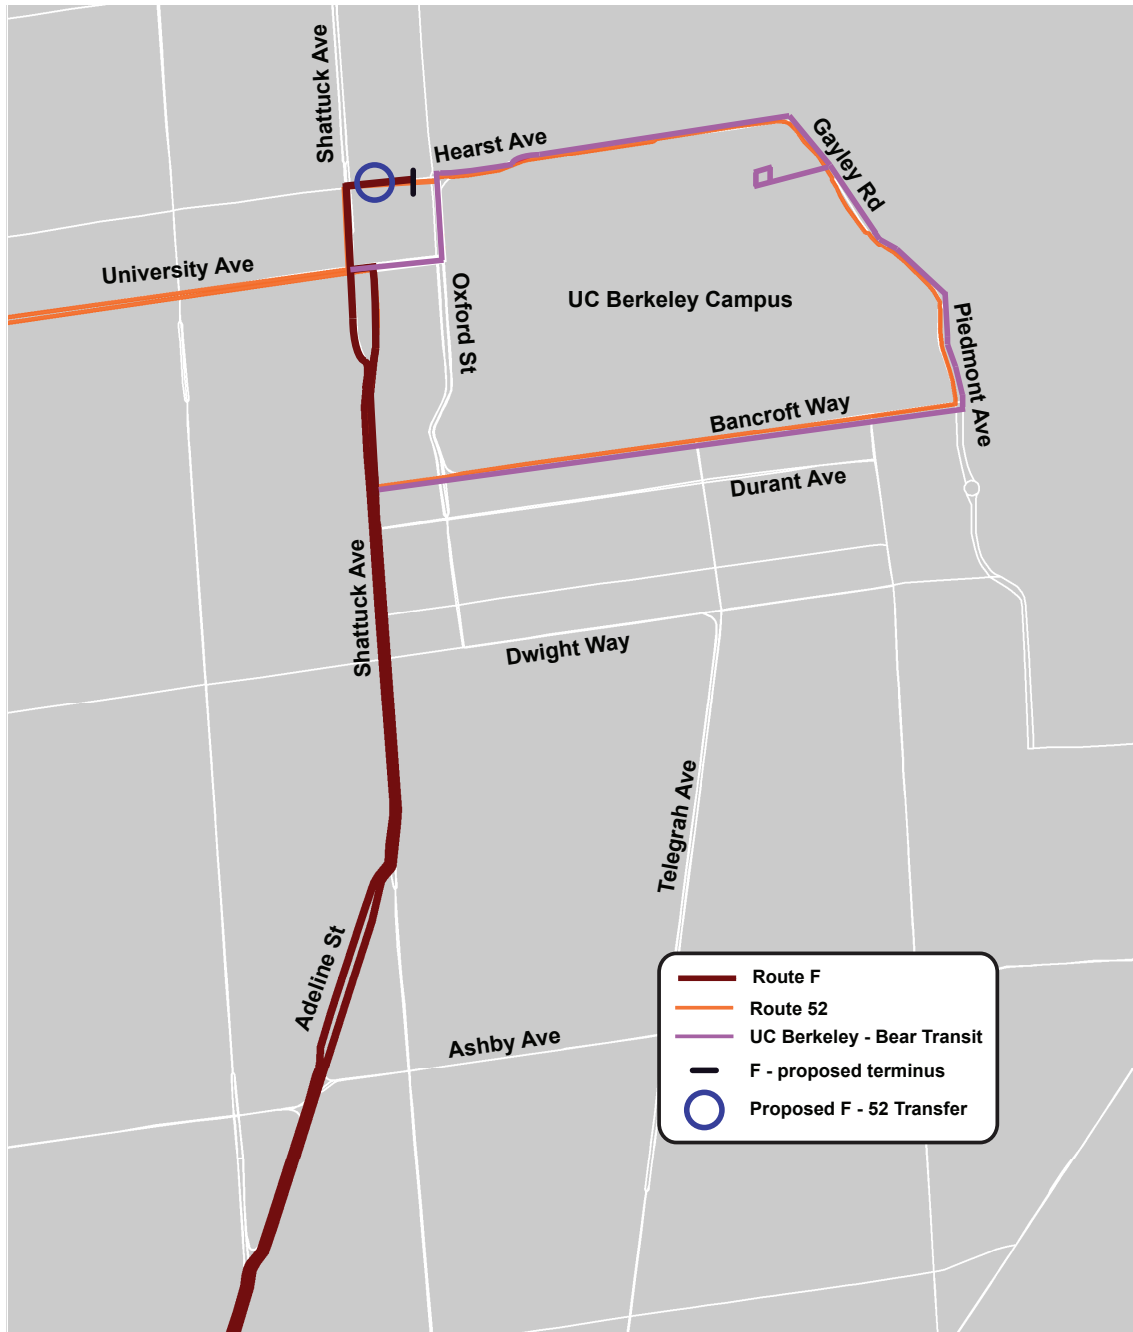 Shattuck Ave
Hearst Ave
Gayley Rd
University Ave
Oxford St
UC Berkeley Campus
Piedmont Ave
Bancroft Way
Durant Ave
Shattuck Ave
Dwight Way
Telegrah Ave
Adeline St
Ashby Ave
Route F
Route 52
UC Berkeley - Bear Transit
F - proposed terminus
Proposed F - 52 Transfer